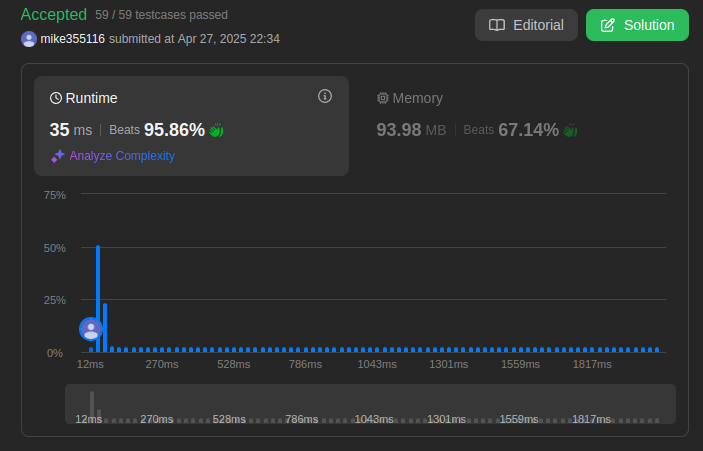 Accepted 59 / 59 testcases passed
mike355116 submitted at Apr 27, 2025 22:34
Editorial
Solution
Runtime
35 ms | Beats 95.86%
Analyze Complexity
Memory
93.98 MB | Beats 67.14%
75%
50%
25%
0%
12ms 270ms 528ms 786ms 1043ms 1301ms 1559ms 1817ms
12ms 270ms 528ms 786ms 1043ms 1301ms 1559ms 1817ms